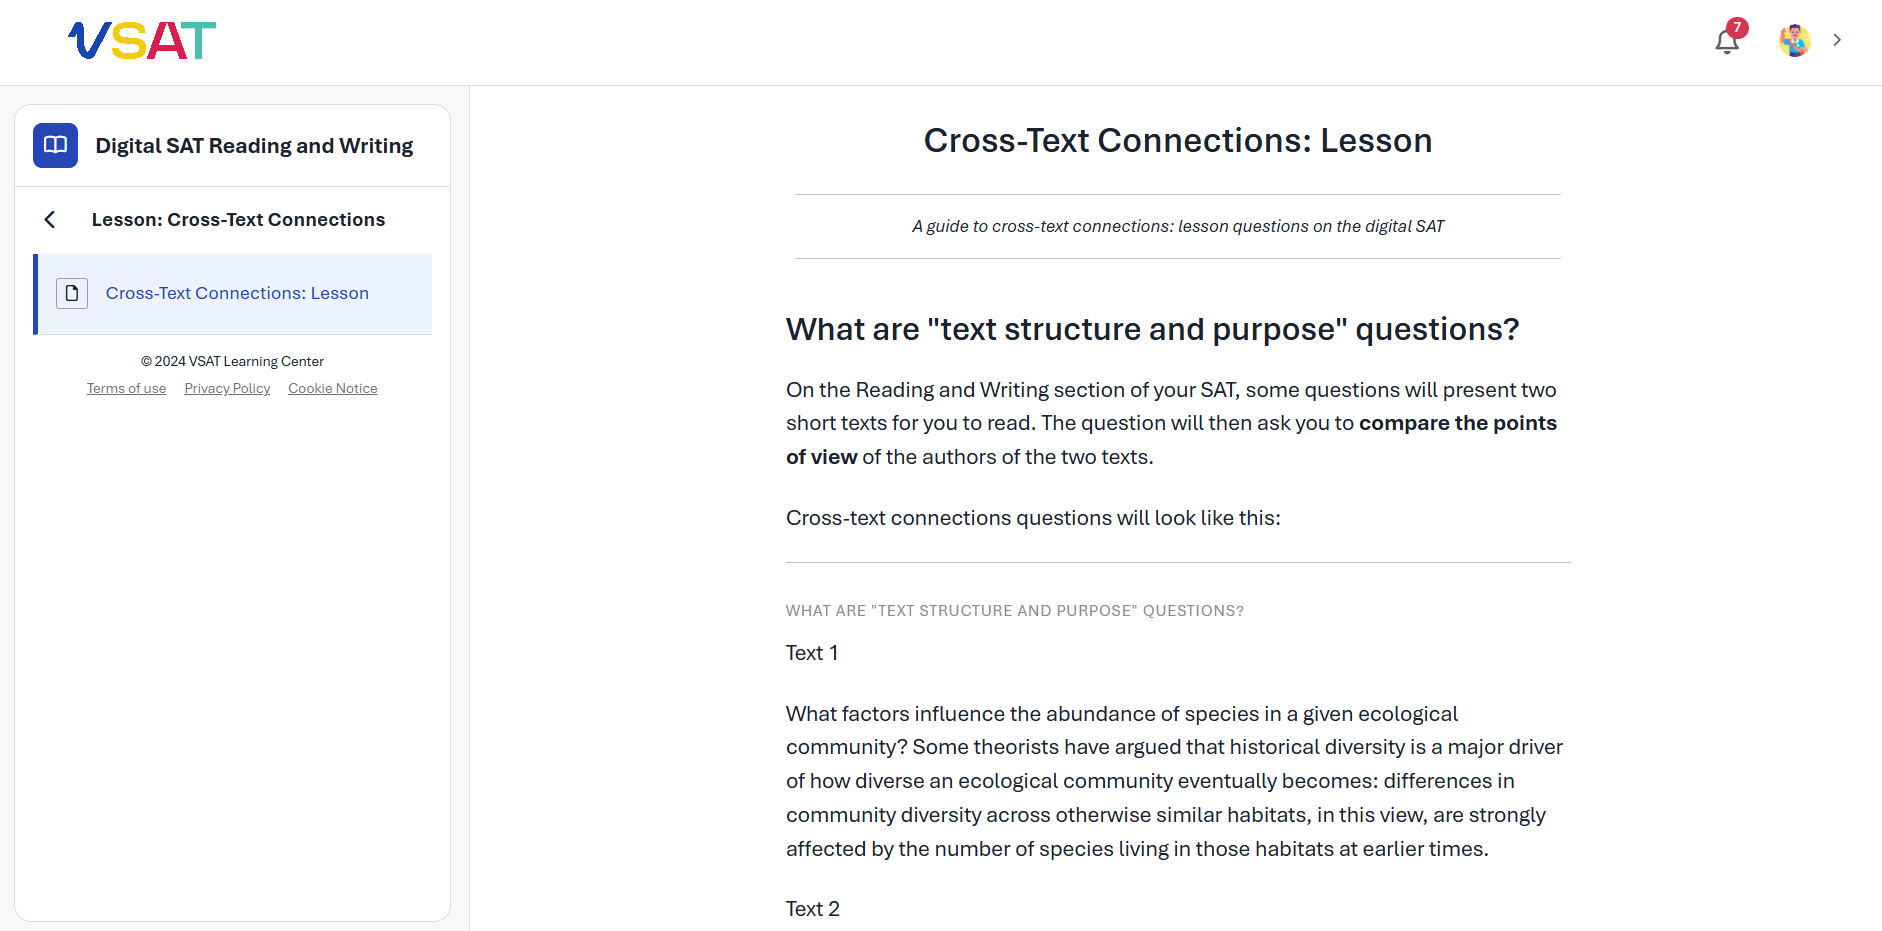 VSAT
7
Digital SAT Reading and Writing
Lesson: Cross-Text Connections
Cross-Text Connections: Lesson
© 2024 VSAT Learning Center
Terms of use Privacy Policy Cookie Notice
Cross-Text Connections: Lesson
A guide to cross-text connections: lesson questions on the digital SAT
What are "text structure and purpose" questions?
On the Reading and Writing section of your SAT, some questions will present two
short texts for you to read. The question will then ask you to compare the points
of view of the authors of the two texts.
Cross-text connections questions will look like this:
WHAT ARE "TEXT STRUCTURE AND PURPOSE" QUESTIONS?
Text 1
What factors influence the abundance of species in a given ecological
community? Some theorists have argued that historical diversity is a major driver
of how diverse an ecological community eventually becomes: differences in
community diversity across otherwise similar habitats, in this view, are strongly
affected by the number of species living in those habitats at earlier times.
Text 2